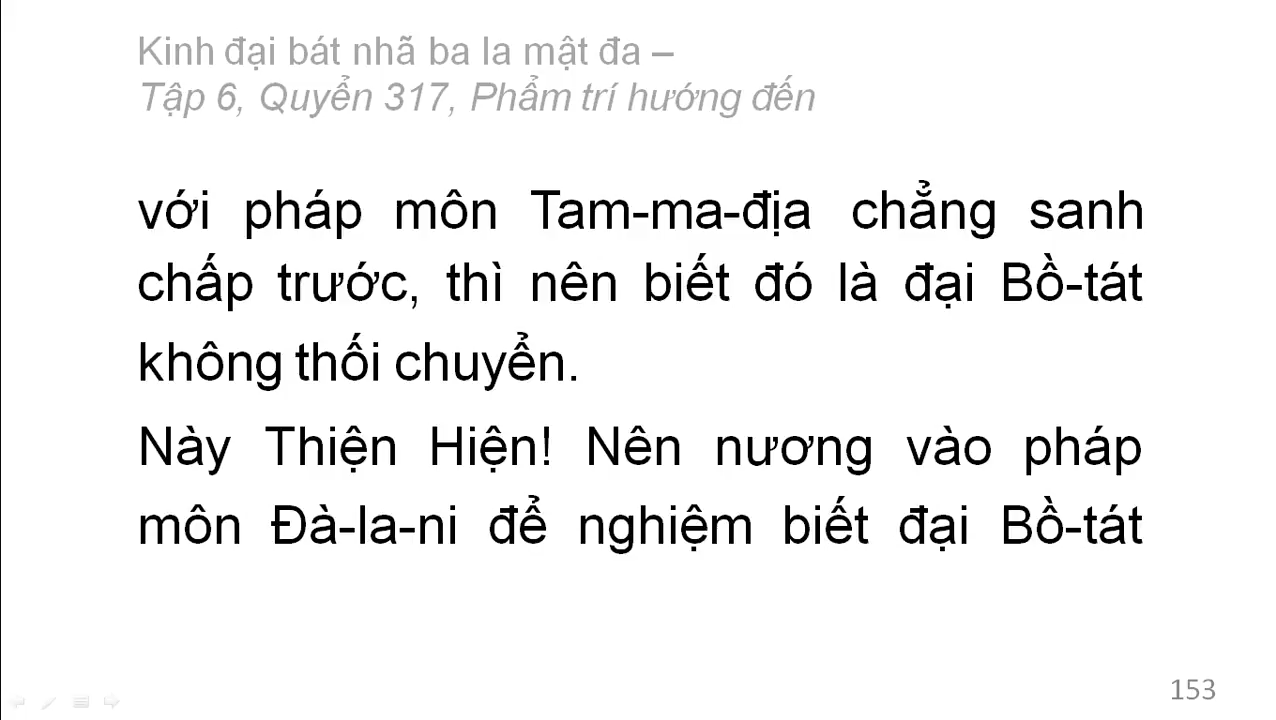 Kinh đại bát nhã ba la mật đa –
Tập 6, Quyển 317, Phẩm trí hướng đến
với pháp môn Tam-ma-địa chẳng sanh
chấp trước, thì nên biết đó là đại Bồ-tát
không thối chuyển.
Này Thiện Hiện! Nên nương vào pháp
môn Đà-la-ni để nghiệm biết đại Bồ-tát
153